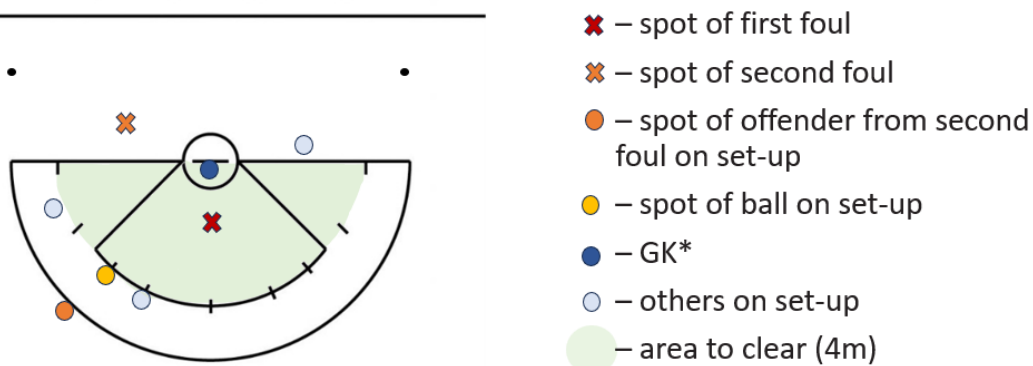 – spot of first foul
– spot of second foul
– spot of offender from second
foul on set-up
– spot of ball on set-up
– GK*
– others on set-up
– area to clear (4m)